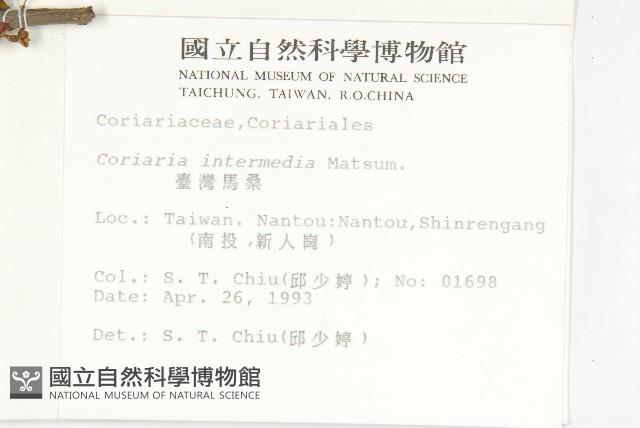 國立自然科學博物館
NATIONAL MUSEUM OF NATURAL SCIENCE
TAICHUNG, TAIWAN, R.O.CHINA
Coriariaceae,Coriariales
Coriaria intermedia Matsum.
臺灣馬桑
Loc.: Taiwan. Nantou:Nantou,Shinrengang
(南投,新人崗)
Col.: S. T. Chiu(邱少婷); No: 01698
Date: Apr. 26, 1993
Det.: S. T. Chiu(邱少婷)
國立自然科學博物館
NATIONAL MUSEUM OF NATURAL SCIENCE